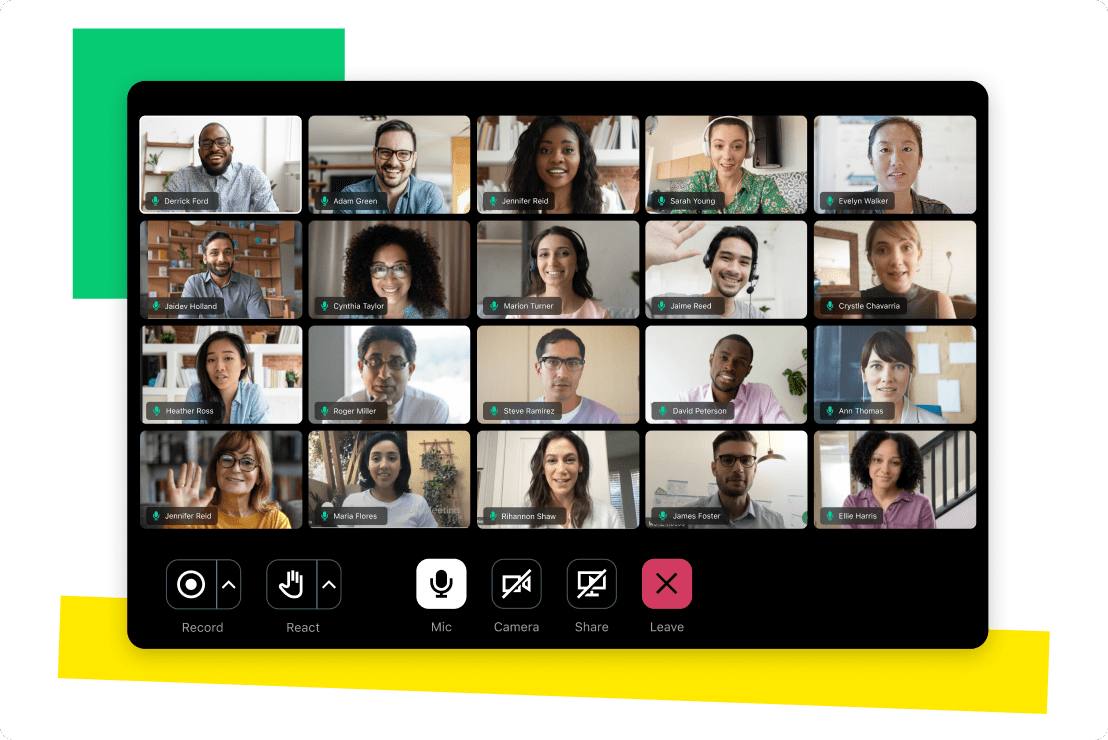 Derrick Ford
Adam Green
Jennifer Reid
Sarah Young
Evelyn Walker
Jaidev Holland
Cynthia Taylor
Marion Turner
Jaime Reed
Crystle Chavarria
Heather Ross
Roger Miller
Steve Ramirez
David Peterson
Ann Thomas
Jennifer Reid
Maria Flores
Rihannon Shaw
James Foster
Ellie Harris
Record
React
Mic
Camera
Share
Leave